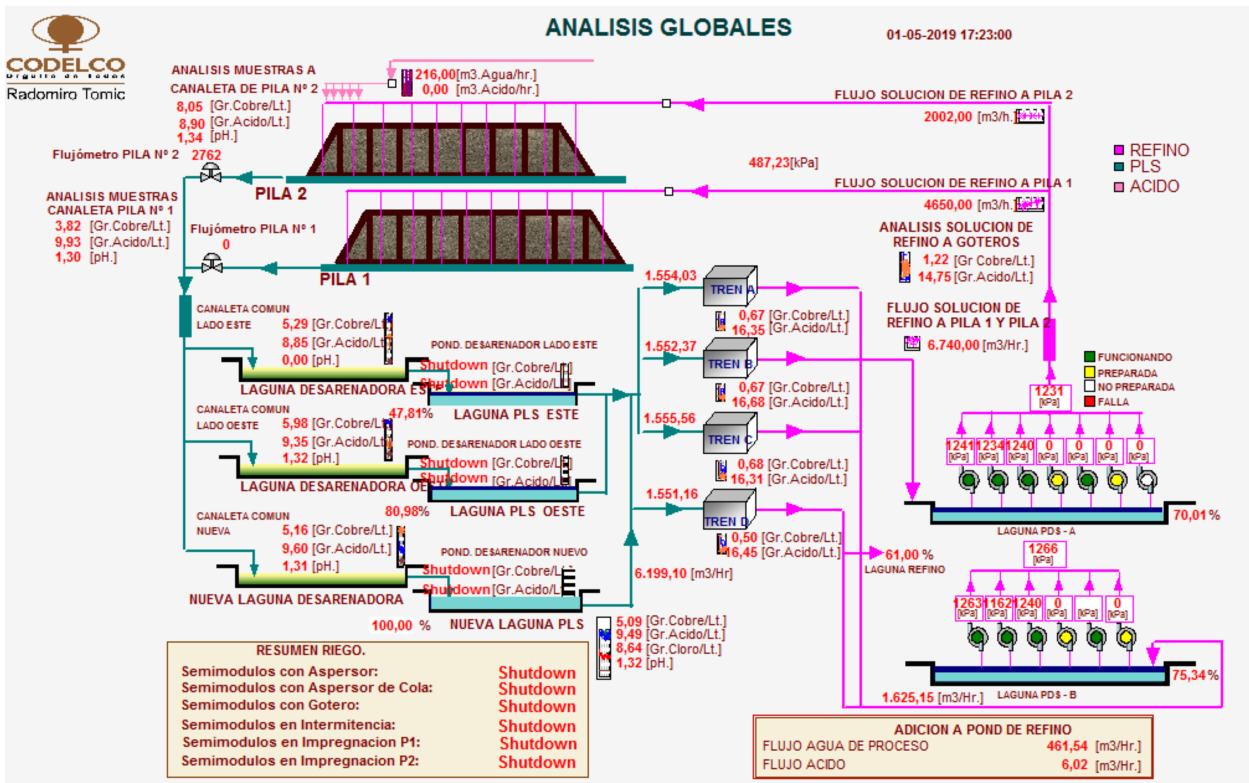 ANALISIS GLOBALES
01-05-2019 17:23:00
CODELCO
Orgullo de todos
Radomiro Tomic
ANALISIS MUESTRAS A
CANALETA DE PILA Nº 2
8,05 [Gr.Cobre/Lt.]
8,90 [Gr.Acido/Lt.]
1,34 [pH.]
216,00[m3.Agua/hr.]
0,00 [m3.Acido/hr.]
FLUJO SOLUCION DE REFINO A PILA 2
2002,00 [m3/h.]
Flujómetro PILA Nº 2 2762
PILA 2
487,23[kPa]
REFINO
PLS
ACIDO
FLUJO SOLUCION DE REFINO A PILA 1
4650,00 [m3/h.]
ANALISIS MUESTRAS
CANALETA PILA Nº 1
3,82 [Gr.Cobre/Lt.]
9,93 [Gr.Acido/Lt.]
1,30 [pH.]
Flujómetro PILA Nº 1
0
PILA 1
ANALISIS SOLUCION DE
REFINO A GOTEROS
1,22 [Gr Cobre/Lt.]
14,75 [Gr.Acido/Lt.]
FLUJO SOLUCION DE
REFINO A PILA 1 Y PILA 2
6.740,00 [m3/Hr.]
FUNCIONANDO
PREPARADA
NO PREPARADA
FALLA
CANALETA COMUN
LADO ESTE
5,29 [Gr.Cobre/Lt
8,85 [Gr.Acido/Lt
0,00 [pH.]
LAGUNA DESARENADORA ES
POND. DESARENADOR LADO ESTE
Shutdown [Gr.Cobre/L
Shutdown [Gr.Acido/L
47,81%
LAGUNA PLS ESTE
CANALETA COMUN
LADO OESTE
5,98 [Gr.Cobre/Lt
9,35 [Gr.Acido/Lt
1,32 [pH.]
LAGUNA DESARENADORA OE
POND. DESARENADOR LADO OESTE
Shutdown [Gr.Cobre/L
Shutdown [Gr.Acido/L
80,98%
LAGUNA PLS OESTE
CANALETA COMUN
NUEVA
5,16 [Gr.Cobre/Lt.]
9,60 [Gr.Acido/Lt.]
1,31 [pH.]
NUEVA LAGUNA DESARENADORA
POND. DESARENADOR NUEVO
Shutdown [Gr.Cobre/L
Shutdown [Gr.Acido/L
100,00 %
NUEVA LAGUNA PLS
1.554,03
TREN A
0,67 [Gr.Cobre/Lt.]
16,35 [Gr.Acido/Lt.]
1.552,37
TREN B
0,67 [Gr.Cobre/Lt.]
16,68 [Gr.Acido/Lt.]
1.555,56
TREN C
0,68 [Gr.Cobre/Lt.]
16,31 [Gr.Acido/Lt.]
1.551,16
TREN D
0,50 [Gr.Cobre/Lt.]
16,45 [Gr.Acido/Lt.]
6.199,10 [m3/Hr]
5,09 [Gr.Cobre/Lt.]
9,49 [Gr.Acido/Lt.]
8,64 [Gr.Cloro/Lt.]
1,32 [pH.]
61,00 %
LAGUNA REFINO
1231
[kPa]
1241 1234 1240 0 0 0 0
[kPa] [kPa] [kPa] [kPa] [kPa] [kPa] [kPa]
70,01%
LAGUNA PDS - A
1266
[kPa]
1263 1162 1240 0 0
[kPa] [kPa] [kPa] [kPa] [kPa] [kPa]
75,34%
LAGUNA PDS - B
1.625,15 [m3/Hr.]
RESUMEN RIEGO.
Semimodulos con Aspersor: Shutdown
Semimodulos con Aspersor de Cola: Shutdown
Semimodulos con Gotero: Shutdown
Semimodulos en Intermitencia: Shutdown
Semimodulos en Impregnacion P1: Shutdown
Semimodulos en Impregnacion P2: Shutdown
ADICION A POND DE REFINO
FLUJO AGUA DE PROCESO 461,54 [m3/Hr.]
FLUJO ACIDO 6,02 [m3/Hr.]